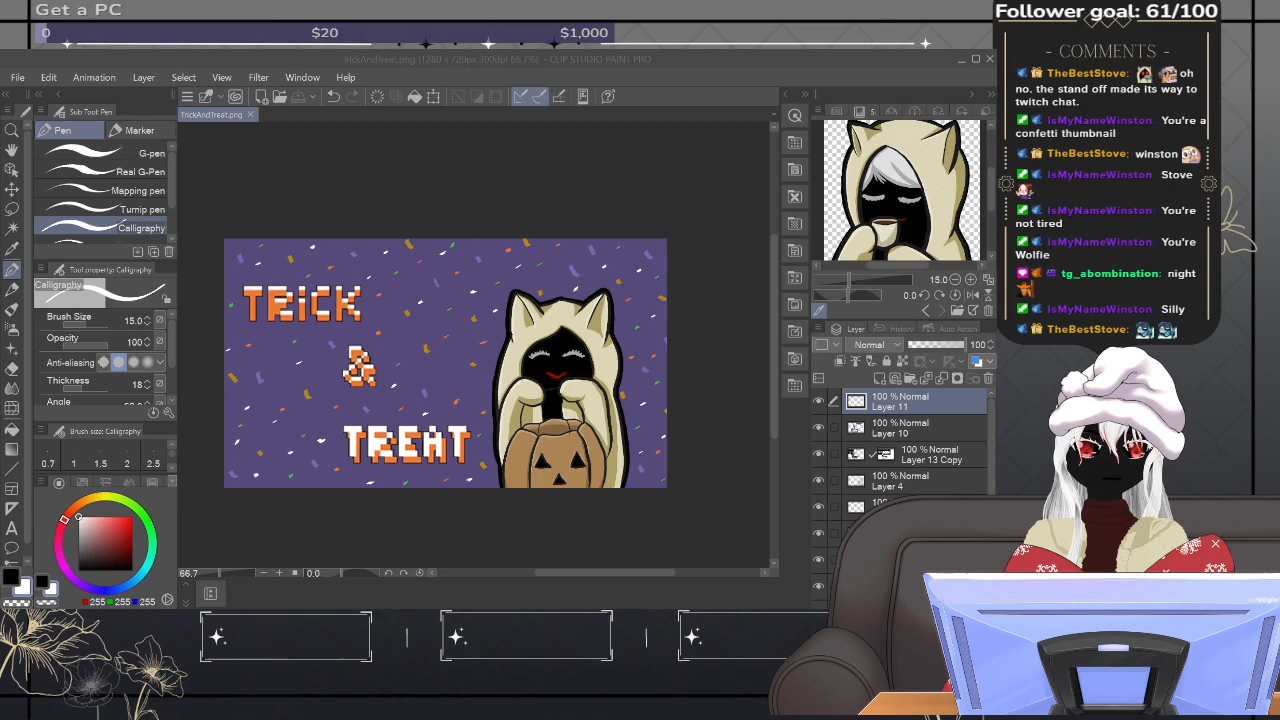 Get a PC
0 $20 $1,000
Follower goal: 61/100
TrickAndTreat.png (1280 x 720px 300dpi 66.7%) - CLIP STUDIO PAINT PRO
File Edit Animation Layer Select View Filter Window Help
Sub Tool Pen
TrickAndTreat.png
Pen Marker
G-pen
Real G-Pen
Mapping pen
Turnip pen
Calligraphy
Tool property: Calligraphy
Calligraphy
Brush Size 15.0
Opacity 100
Anti-aliasing
Thickness 18
Angle
Brush size: Calligraphy
0.7 1 1.5 2 2.5
255 255 255
TRiCK
&
TREAT
66.7 0.0
15.0
0.0
Layer History Auto Action
Normal 100
100 % Normal
Layer 11
100 % Normal
Layer 10
100 % Normal
Layer 13 Copy
100 % Normal
Layer 4
- COMMENTS -
TheBestStove: oh
no. the stand off made its way to
twitch chat.
IsMyNameWinston: You're a
confetti thumbnail
TheBestStove: winston
IsMyNameWinston: Stove
IsMyNameWinston: You're
not tired
IsMyNameWinston: You're
Wolfie
tg_abomination: night
IsMyNameWinston: Silly
TheBestStove: